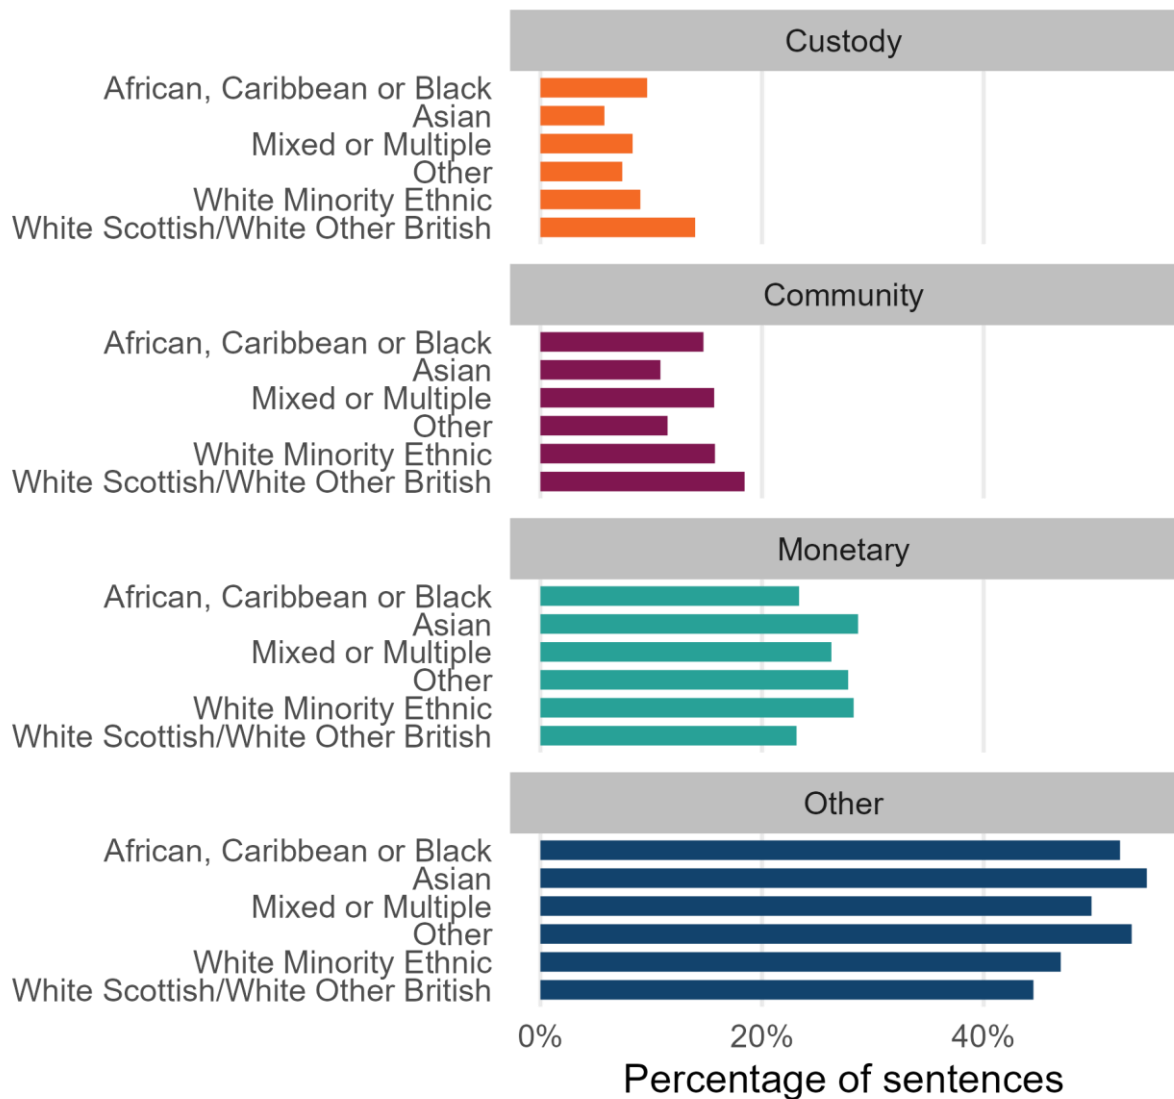 Custody
African, Caribbean or Black
Asian
Mixed or Multiple
Other
White Minority Ethnic
White Scottish/White Other British
Community
African, Caribbean or Black
Asian
Mixed or Multiple
Other
White Minority Ethnic
White Scottish/White Other British
Monetary
African, Caribbean or Black
Asian
Mixed or Multiple
Other
White Minority Ethnic
White Scottish/White Other British
Other
African, Caribbean or Black
Asian
Mixed or Multiple
Other
White Minority Ethnic
White Scottish/White Other British
0% 20% 40%
Percentage of sentences